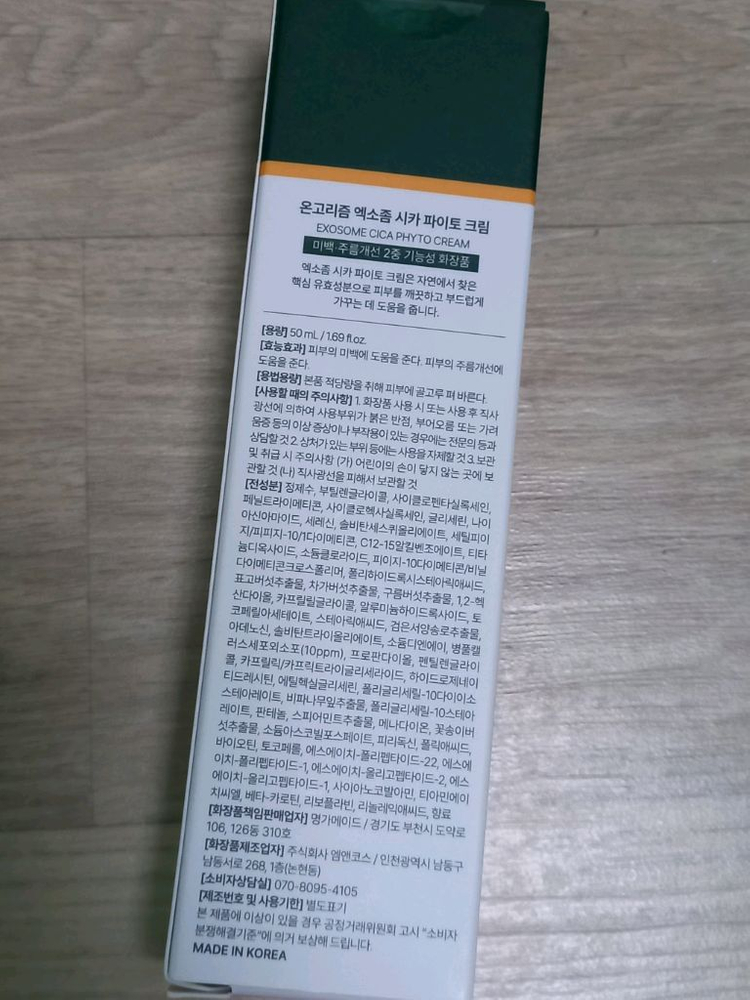 온고리즘 엑소좀 시카 파이토 크림
EXOSOME CICA PHYTO CREAM
미백·주름개선 2중 기능성 화장품
엑소좀 시카 파이토 크림은 자연에서 찾은
핵심 유효성분으로 피부를 깨끗하고 부드럽게
가꾸는 데 도움을 줍니다.
[용량] 50 mL / 1.69 fl.oz.
[효능효과] 피부의 미백에 도움을 준다. 피부의 주름개선에
도움을 준다.
[용법용량] 본품 적당량을 취해 피부에 골고루 펴 바른다.
[사용할 때의 주의사항] 1. 화장품 사용 시 또는 사용 후 직사
광선에 의하여 사용부위가 붉은 반점, 부어오름 또는 가려
움증 등의 이상 증상이나 부작용이 있는 경우에는 전문의 등과
상담할 것 2. 상처가 있는 부위 등에는 사용을 자제할 것 3. 보관
및 취급 시 주의사항 (가) 어린이의 손이 닿지 않는 곳에 보
관할 것 (나) 직사광선을 피해서 보관할 것
[전성분] 정제수, 부틸렌글라이콜, 사이클로펜타실록세인,
페닐트라이메티콘, 사이클로헥사실록세인, 글리세린, 나이
아신아마이드, 세레신, 솔비탄세스퀴올리에이트, 세틸피이
지/피피지-10/1다이메티콘, C12-15알킬벤조에이트, 티타
늄디옥사이드, 소듐클로라이드, 피이지-10다이메티콘/비닐
다이메티콘크로스폴리머, 폴리하이드록시스테아릭애씨드,
표고버섯추출물, 차가버섯추출물, 구름버섯추출물, 1,2-헥
산다이올, 카프릴릴글라이콜, 알루미늄하이드록사이드, 토
코페릴아세테이트, 스테아릭애씨드, 검은서양송로추출물,
아데노신, 솔비탄트라이올리에이트, 소듐디엔에이, 병풀캘
러스세포외소포(10ppm), 프로판다이올, 펜틸렌글라이
콜, 카프릴릭/카프릭트라이글리세라이드, 하이드로제네이
티드레시틴, 에틸헥실글리세린, 폴리글리세릴-10다이이소
스테아레이트, 비파나무잎추출물, 폴리글리세릴-10스테아
레이트, 판테놀, 스피어민트추출물, 메나다이온, 꽃송이버
섯추출물, 소듐아스코빌포스페이트, 피리독신, 폴릭애씨드,
바이오틴, 토코페롤, 에스에이치-폴리펩타이드-22, 에스에
이치-폴리펩타이드-1, 에스에이치-올리고펩타이드-2, 에스
에이치-올리고펩타이드-1, 사이아노코발아민, 티아민에이
치씨엘, 베타-카로틴, 리보플라빈, 리놀레익애씨드, 향료
[화장품책임판매업자] 명가메이드 / 경기도 부천시 도약로
106, 126동 310호
[화장품제조업자] 주식회사 엠앤코스 / 인천광역시 남동구
남동서로 268, 1층(논현동)
[소비자상담실] 070-8095-4105
[제조번호 및 사용기한] 별도표기
본 제품에 이상이 있을 경우 공정거래위원회 고시 "소비자
분쟁해결기준"에 의거 보상해 드립니다.
MADE IN KOREA